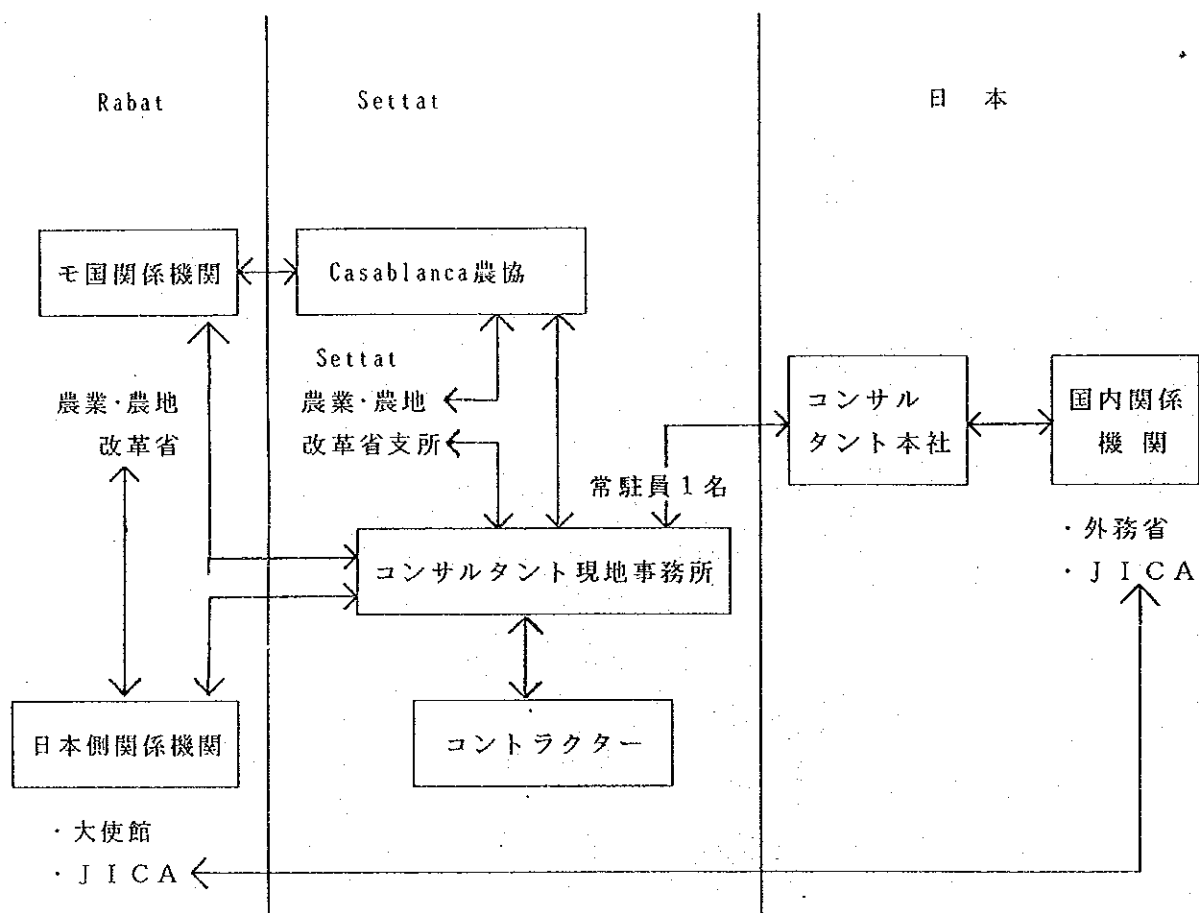 Rabat
Settat
日 本
モ国関係機関
Casablanca農協
Settat
農業・農地
改革省支所
農業・農地
改革省
コンサル
タント本社
国内関係
機 関
常駐員1名
・外務省
・JICA
コンサルタント現地事務所
日本側関係機関
コントラクター
・大使館
・JICA